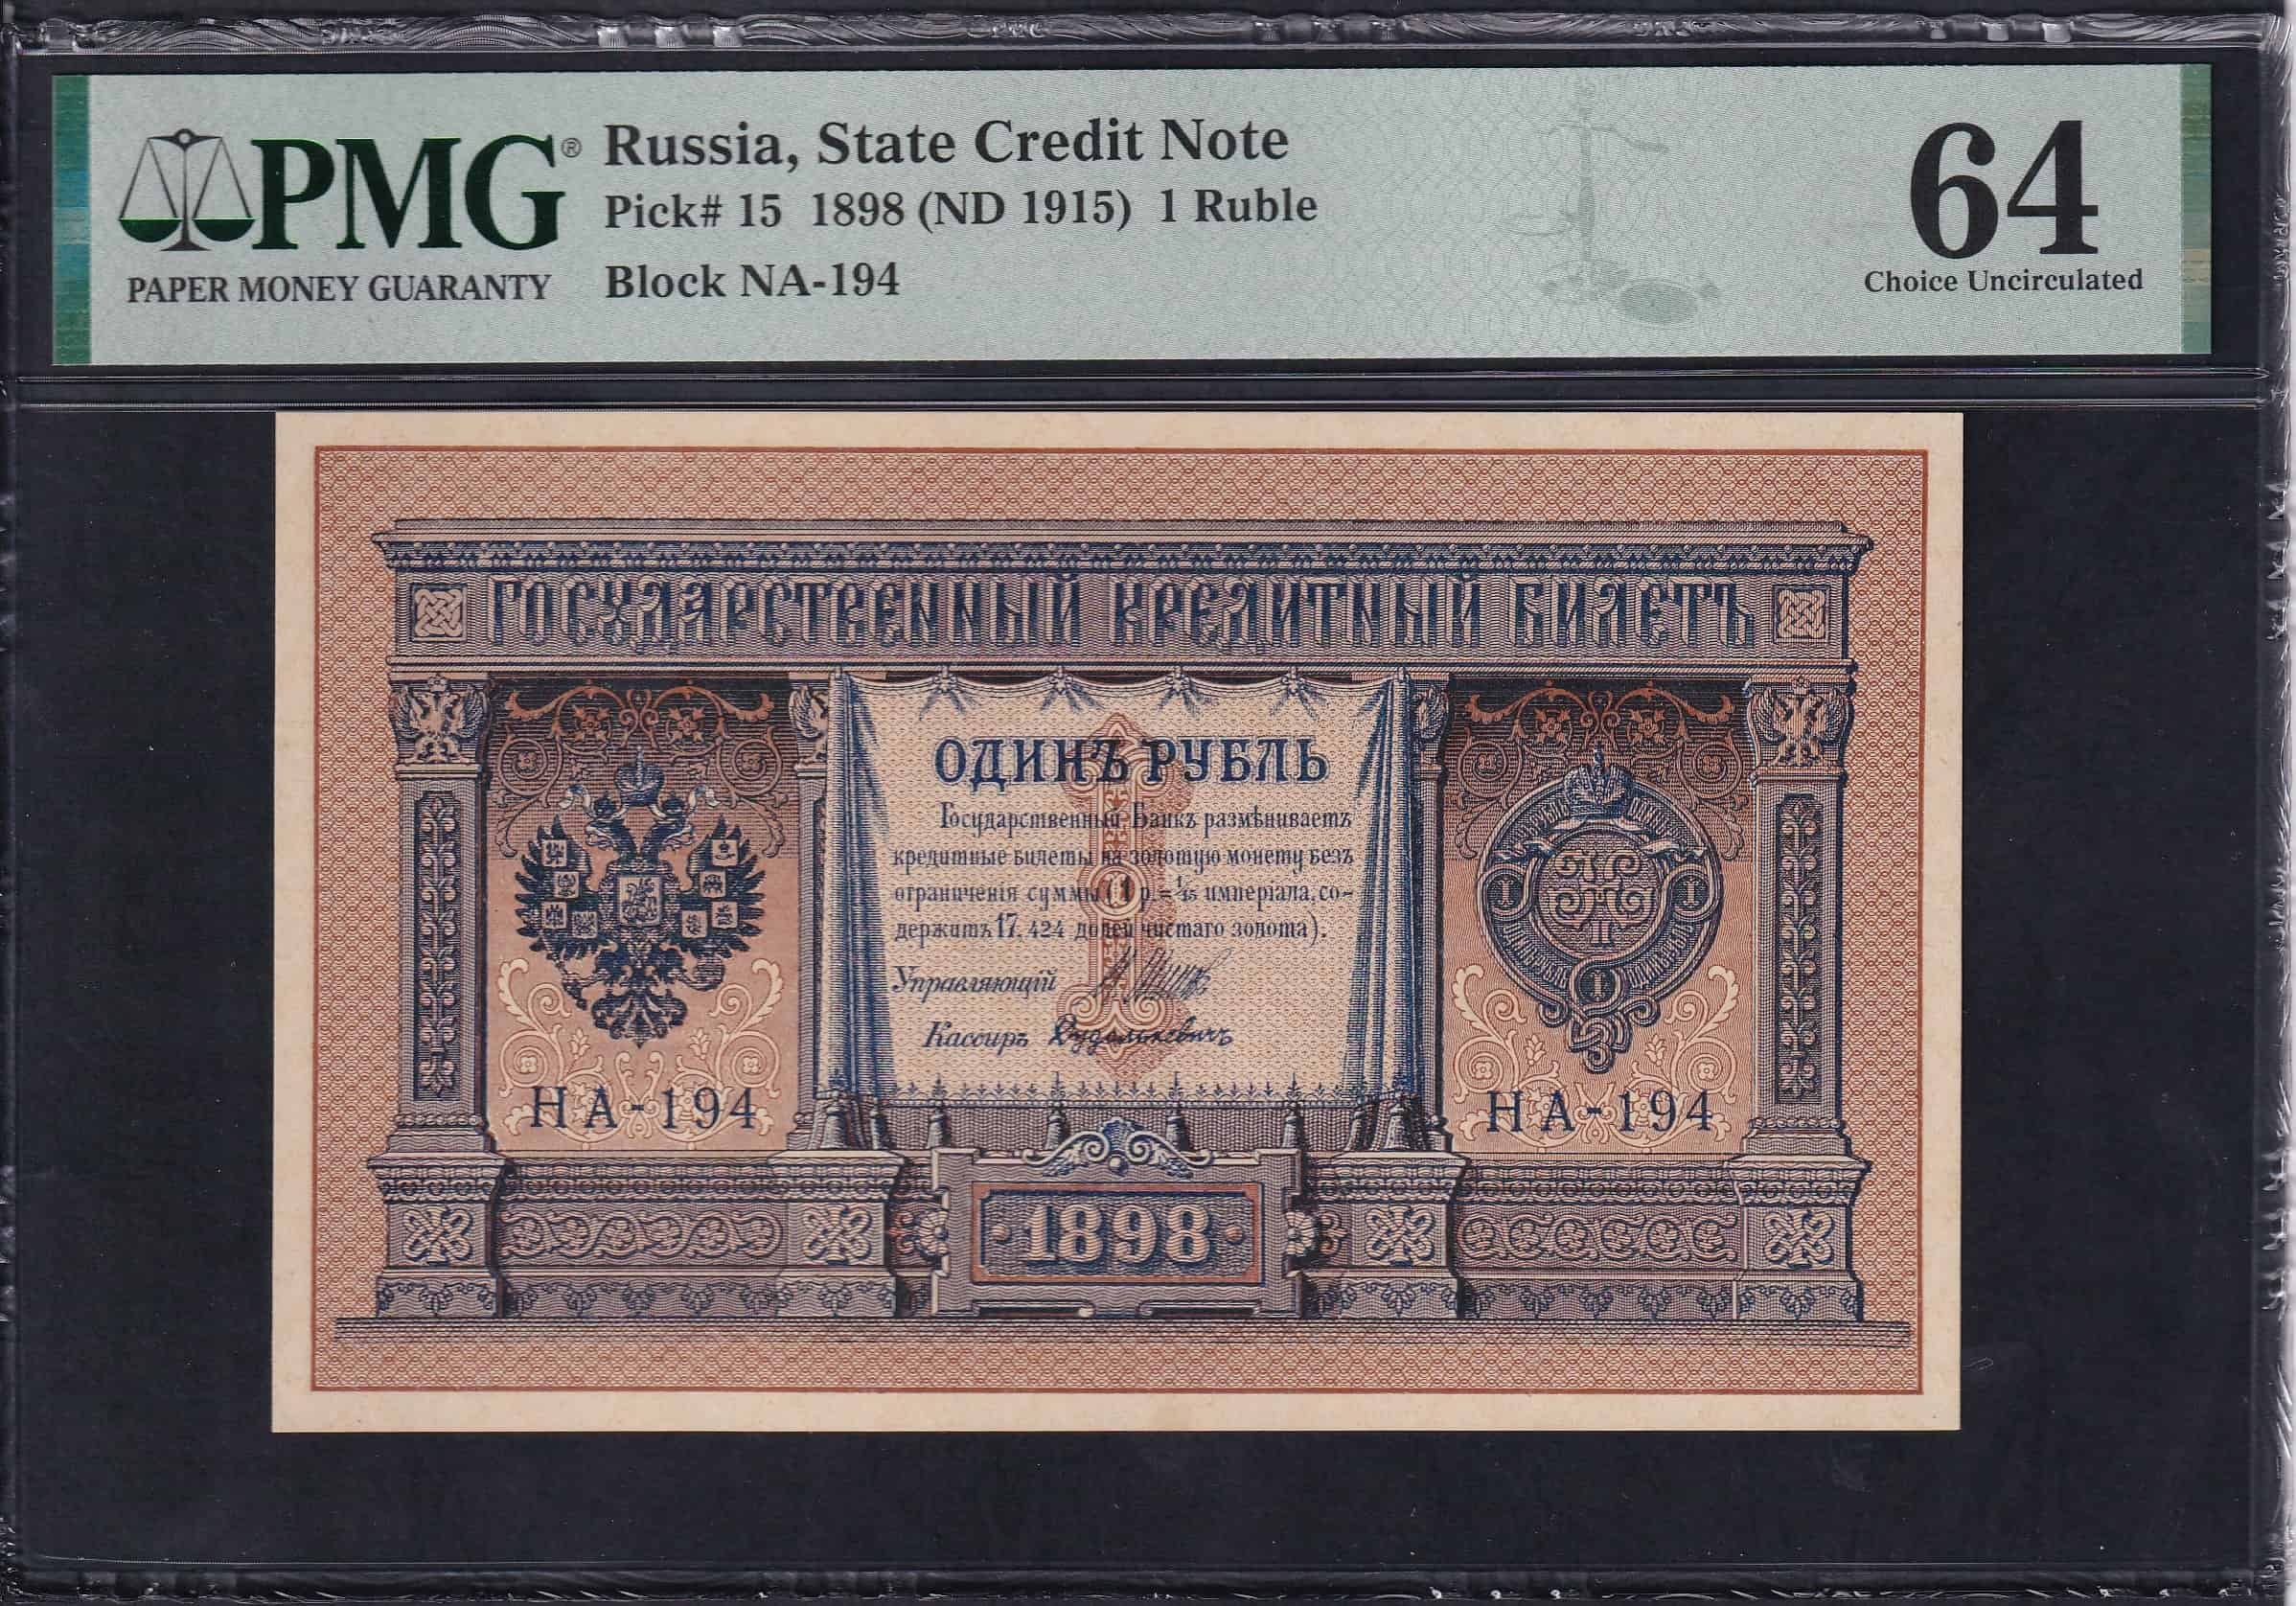 PMG®
PAPER MONEY GUARANTY
Russia, State Credit Note
Pick# 15 1898 (ND 1915) 1 Ruble
Block NA-194
64
Choice Uncirculated
ГОСУДАРСТВЕННЫЙ КРЕДИТНЫЙ БИЛЕТЪ
ОДИНЪ РУБЛЬ
Государственный Банкъ размѣниваетъ
кредитные билеты на золотую монету безъ
ограниченія суммы (1 р. = 1/15 имперіала, со-
держитъ 17,424 долей чистаго золота).
Управляющій
Кассиръ
НА-194
НА-194
·1898·